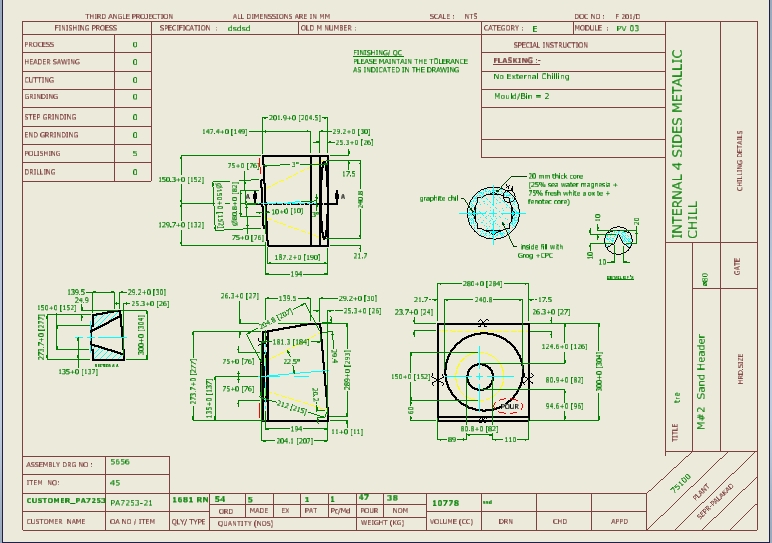 THIRD ANGLE PROJECTION ALL DIMENSSIONS ARE IN MM SCALE : NTS DOC NO : F 201/D
FINISHING PROESS SPECIFICATION : dsdsd OLD M NUMBER : CATEGORY : E MODULE : PV 03
PROCESS 0
HEADER SAWING 0
CUTTING 0
GRINDING 0
STEP GRINDING 0
END GRRINDING 0
POLISHING 5
DRILLING 0
FINISHING/ QC
PLEASE MAINTAIN THE TOLERANCE
AS INDICATED IN THE DRAWING
SPECIAL INSTRUCTION
FLASKING :-
No External Chilling
Mould/Bin = 2
INTERNAL 4 SIDES METALLIC
CHILL
CHILLING DETAILS
201.9+0 [204.5]
147.4+0 [149]
29.2+0 [30]
25.3+0 [26]
75+0 [76]
3°
17.5
150.3+0 [152]
A
A
240.8
10+0 [10]
129.7+0 [132]
75+0 [76]
187.2+0 [190]
21.7
194
graphite chil
20 mm thick core
(25% sea water magnesia +
inside fill with
Grog +CPC
10
20
10
10
139.5
29.2+0 [30]
24.9
25.3+0 [26]
150+0 [152]
273.7+0 [277]
300+0 [304]
135+0 [137]
26.3+0 [27]
139.5
29.2+0 [30]
25.3+0 [26]
204.8 [207]
181.3 [184]
75+0 [76]
22.5°
29.4
273.7+0 [277]
75+0 [76]
289+0 [293]
135+0 [137]
212 [215]
20.2
194
11+0 [11]
204.1 [207]
280+0 [284]
21.7
240.8
17.5
23.7+0 [24]
26.3+0 [27]
124.6+0 [126]
150+0 [152]
80.9+0 [82]
300+0 [304]
94.6+0 [96]
60
POUR
80.8+0 [82]
89
110
#80
GATE
TITLE tre
M#2 Sand Header
HRD.SIZE
ASSEMBLY DRG NO : 5656
ITEM NO: 45
CUSTOMER_PA7253 PA7253-21 1681 RN 54 5 1 1 47 38 10778
ORD MADE EX PAT Pc/Md POUR NOM
CUSTOMER NAME OA NO / ITEM QLY/ TYPE QUANTITY (NOS) WEIGHT (KG) VOLUME (CC) DRN CHD APPD
75100
PLANT
SEPR-PALAKAD